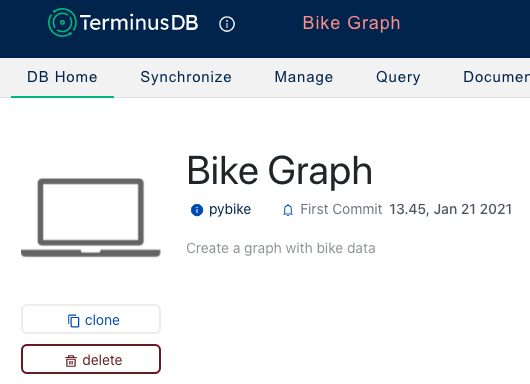 TerminusDB Bike Graph
DB Home Synchronize Manage Query Documen
Bike Graph
pybike First Commit 13.45, Jan 21 2021
Create a graph with bike data
clone
delete